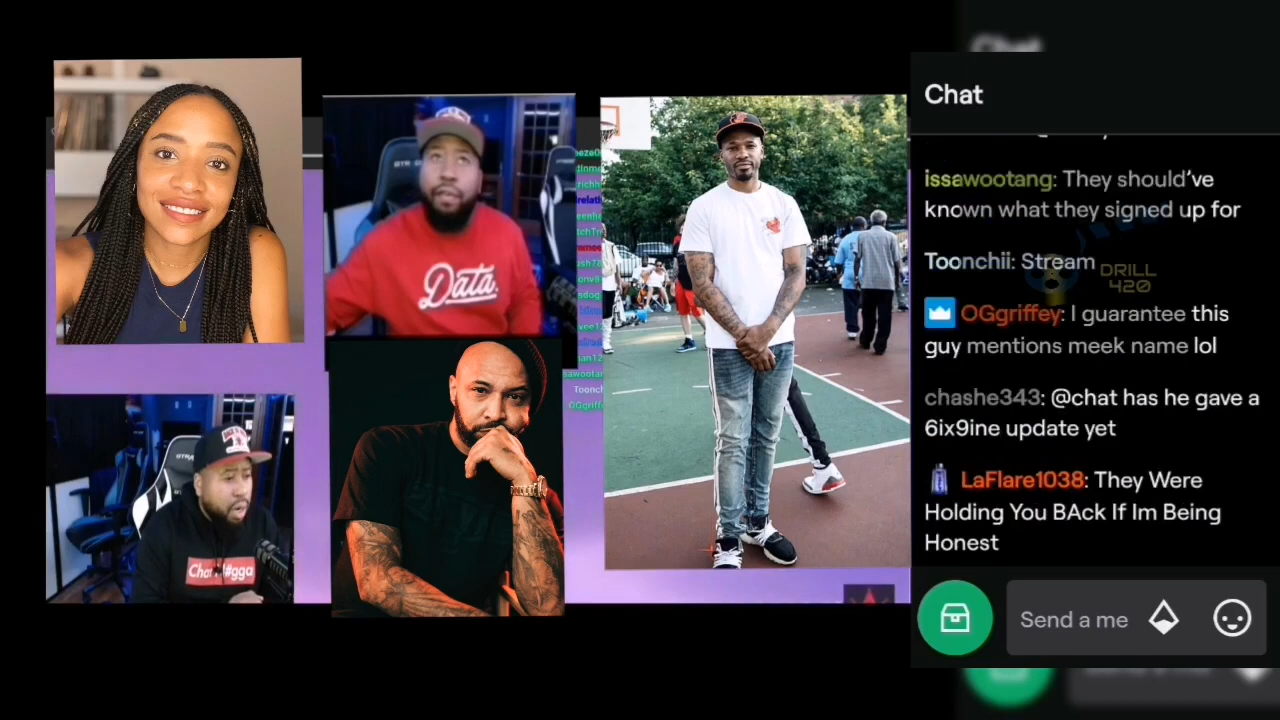 Chat
issawootang: They should've
known what they signed up for
Toonchii: Stream
DRILL
420
OGgriffey: I guarantee this
guy mentions meek name lol
chashe343: @chat has he gave a
6ix9ine update yet
LaFlare1038: They Were
Holding You BAck If Im Being
Honest
Send a me
Data
Toonch
OGgriff